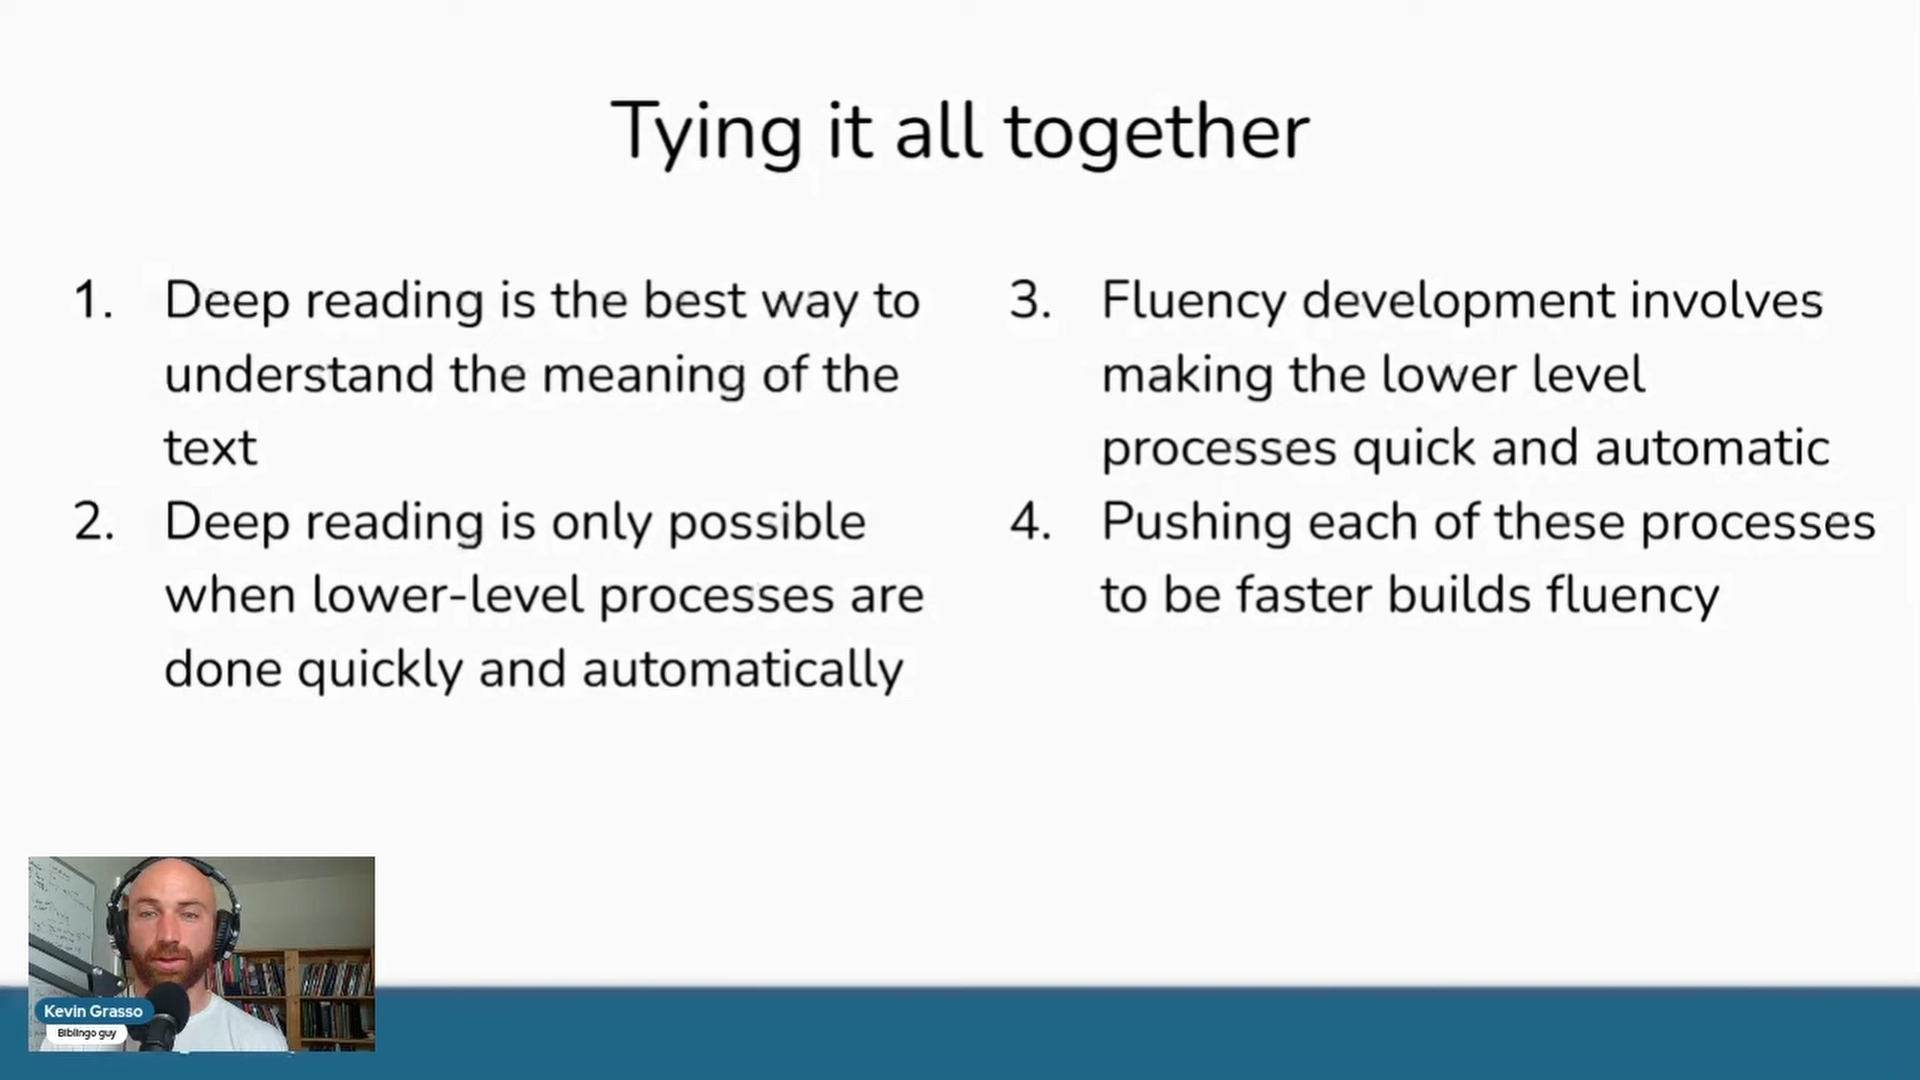 Tying it all together
1. Deep reading is the best way to
understand the meaning of the
text
2. Deep reading is only possible
when lower-level processes are
done quickly and automatically
3. Fluency development involves
making the lower level
processes quick and automatic
4. Pushing each of these processes
to be faster builds fluency
Kevin Grasso
Biblingo guy